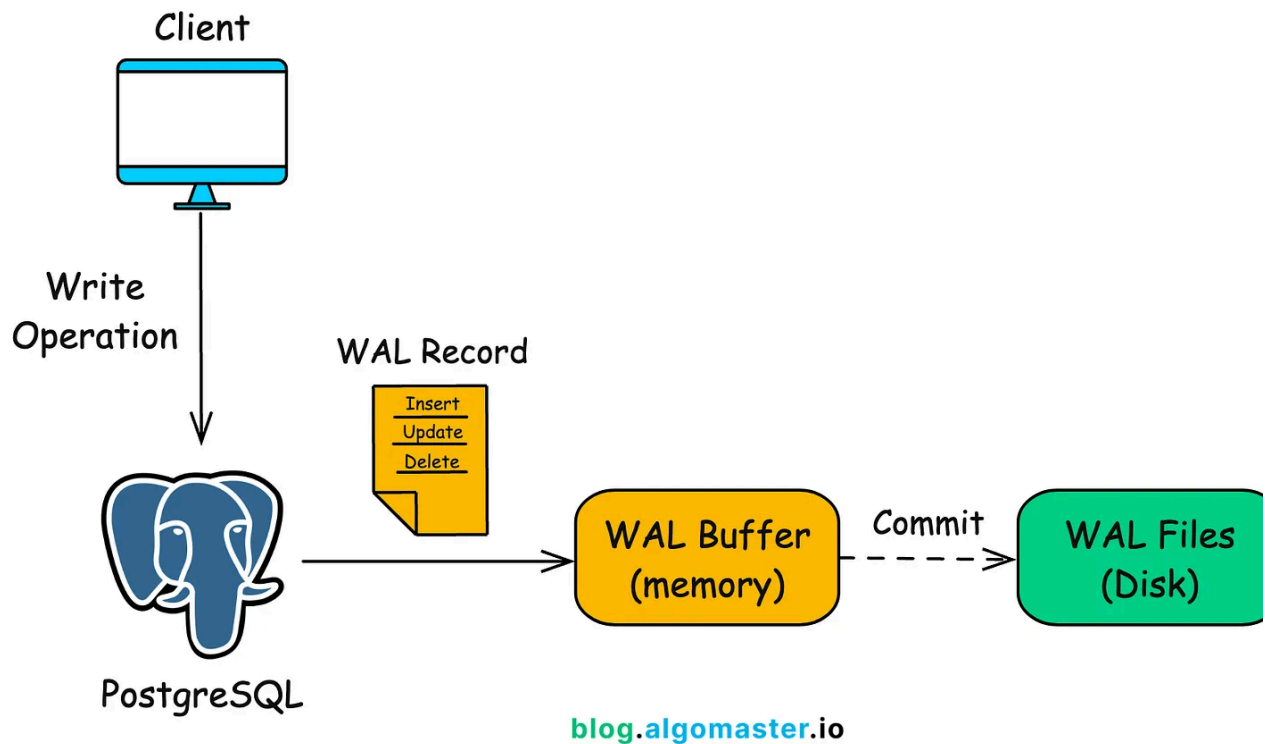 Client
Write
Operation
WAL Record
Insert
Update
Delete
WAL Buffer
(memory)
Commit
WAL Files
(Disk)
PostgreSQL
blog.algomaster.io